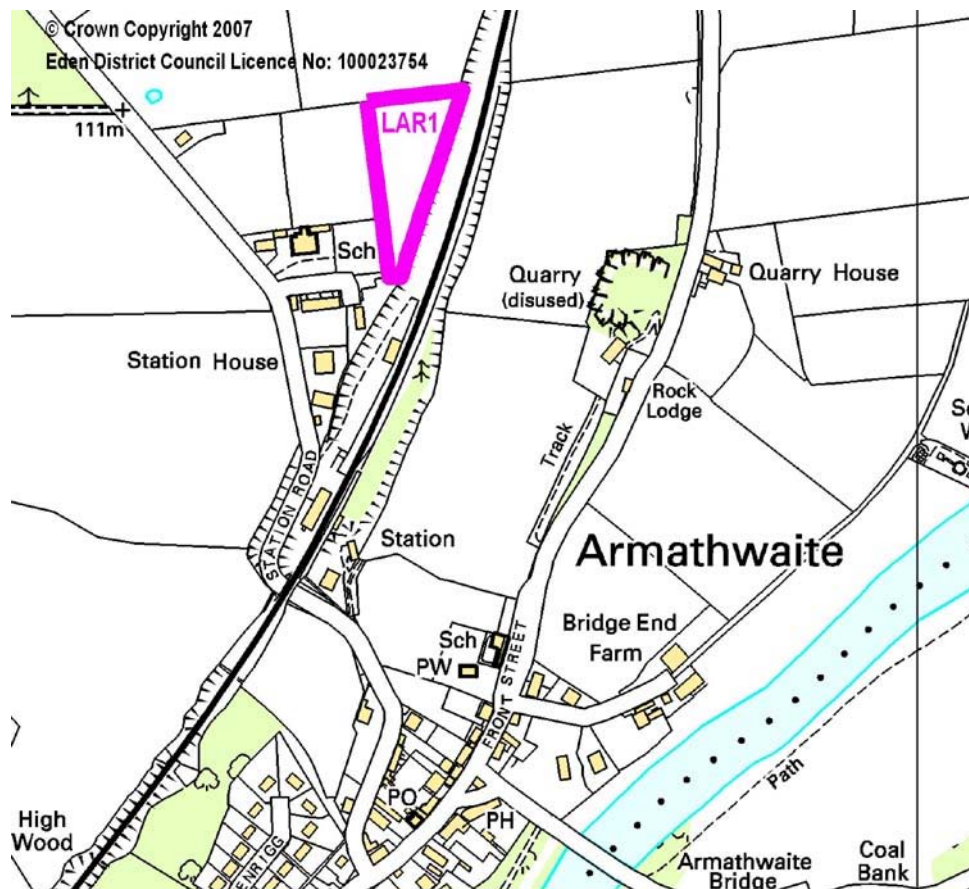 © Crown Copyright 2007
Eden District Council Licence No: 100023754
111m
LAR1
Sch
Quarry
(disused)
Quarry House
Station House
Rock
Lodge
Track
STATION ROAD
Station
Armathwaite
Sch
PW
FRONT STREET
Bridge End
Farm
Path
PO
PH
High
Wood
ENRIGG
Armathwaite
Bridge
Coal
Bank